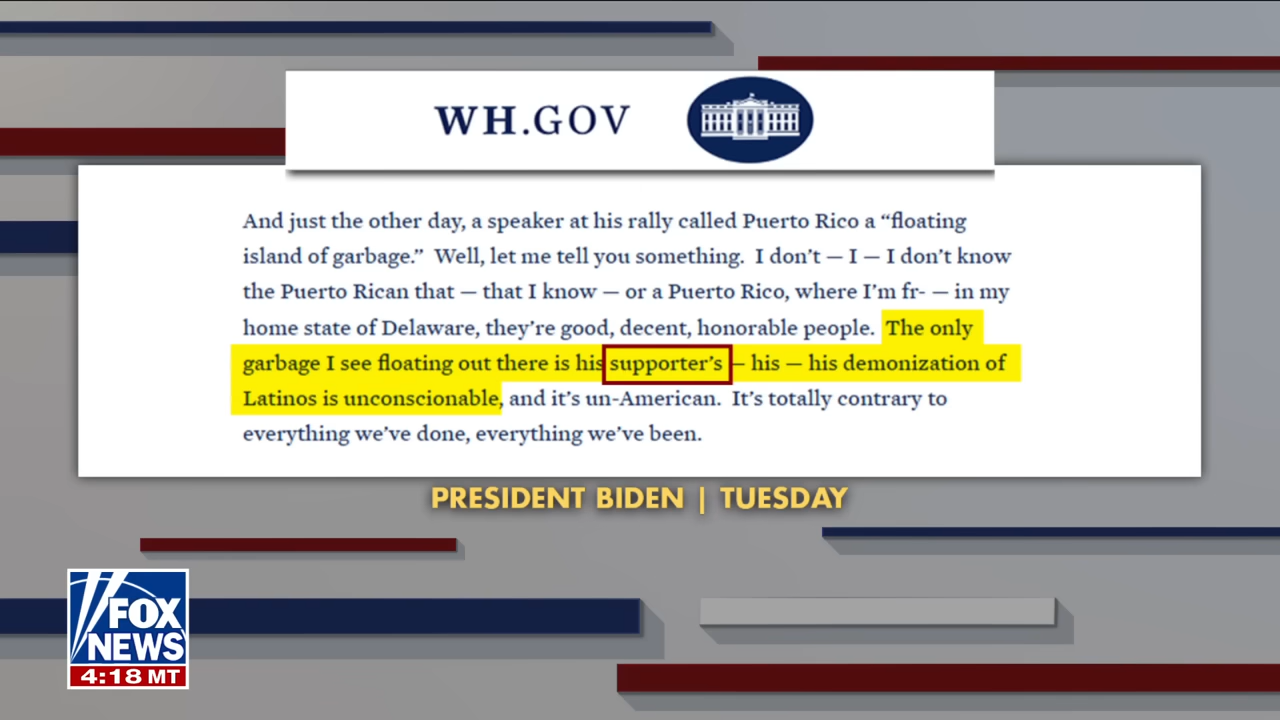 WH.GOV
And just the other day, a speaker at his rally called Puerto Rico a “floating
island of garbage.”  Well, let me tell you something.  I don’t — I — I don’t know
the Puerto Rican that — that I know — or a Puerto Rico, where I’m fr- — in my
home state of Delaware, they’re good, decent, honorable people.  The only
garbage I see floating out there is his supporter’s — his — his demonization of
Latinos is unconscionable, and it’s un-American.  It’s totally contrary to
everything we’ve done, everything we’ve been.
PRESIDENT BIDEN | TUESDAY
FOX
NEWS
4:18 MT